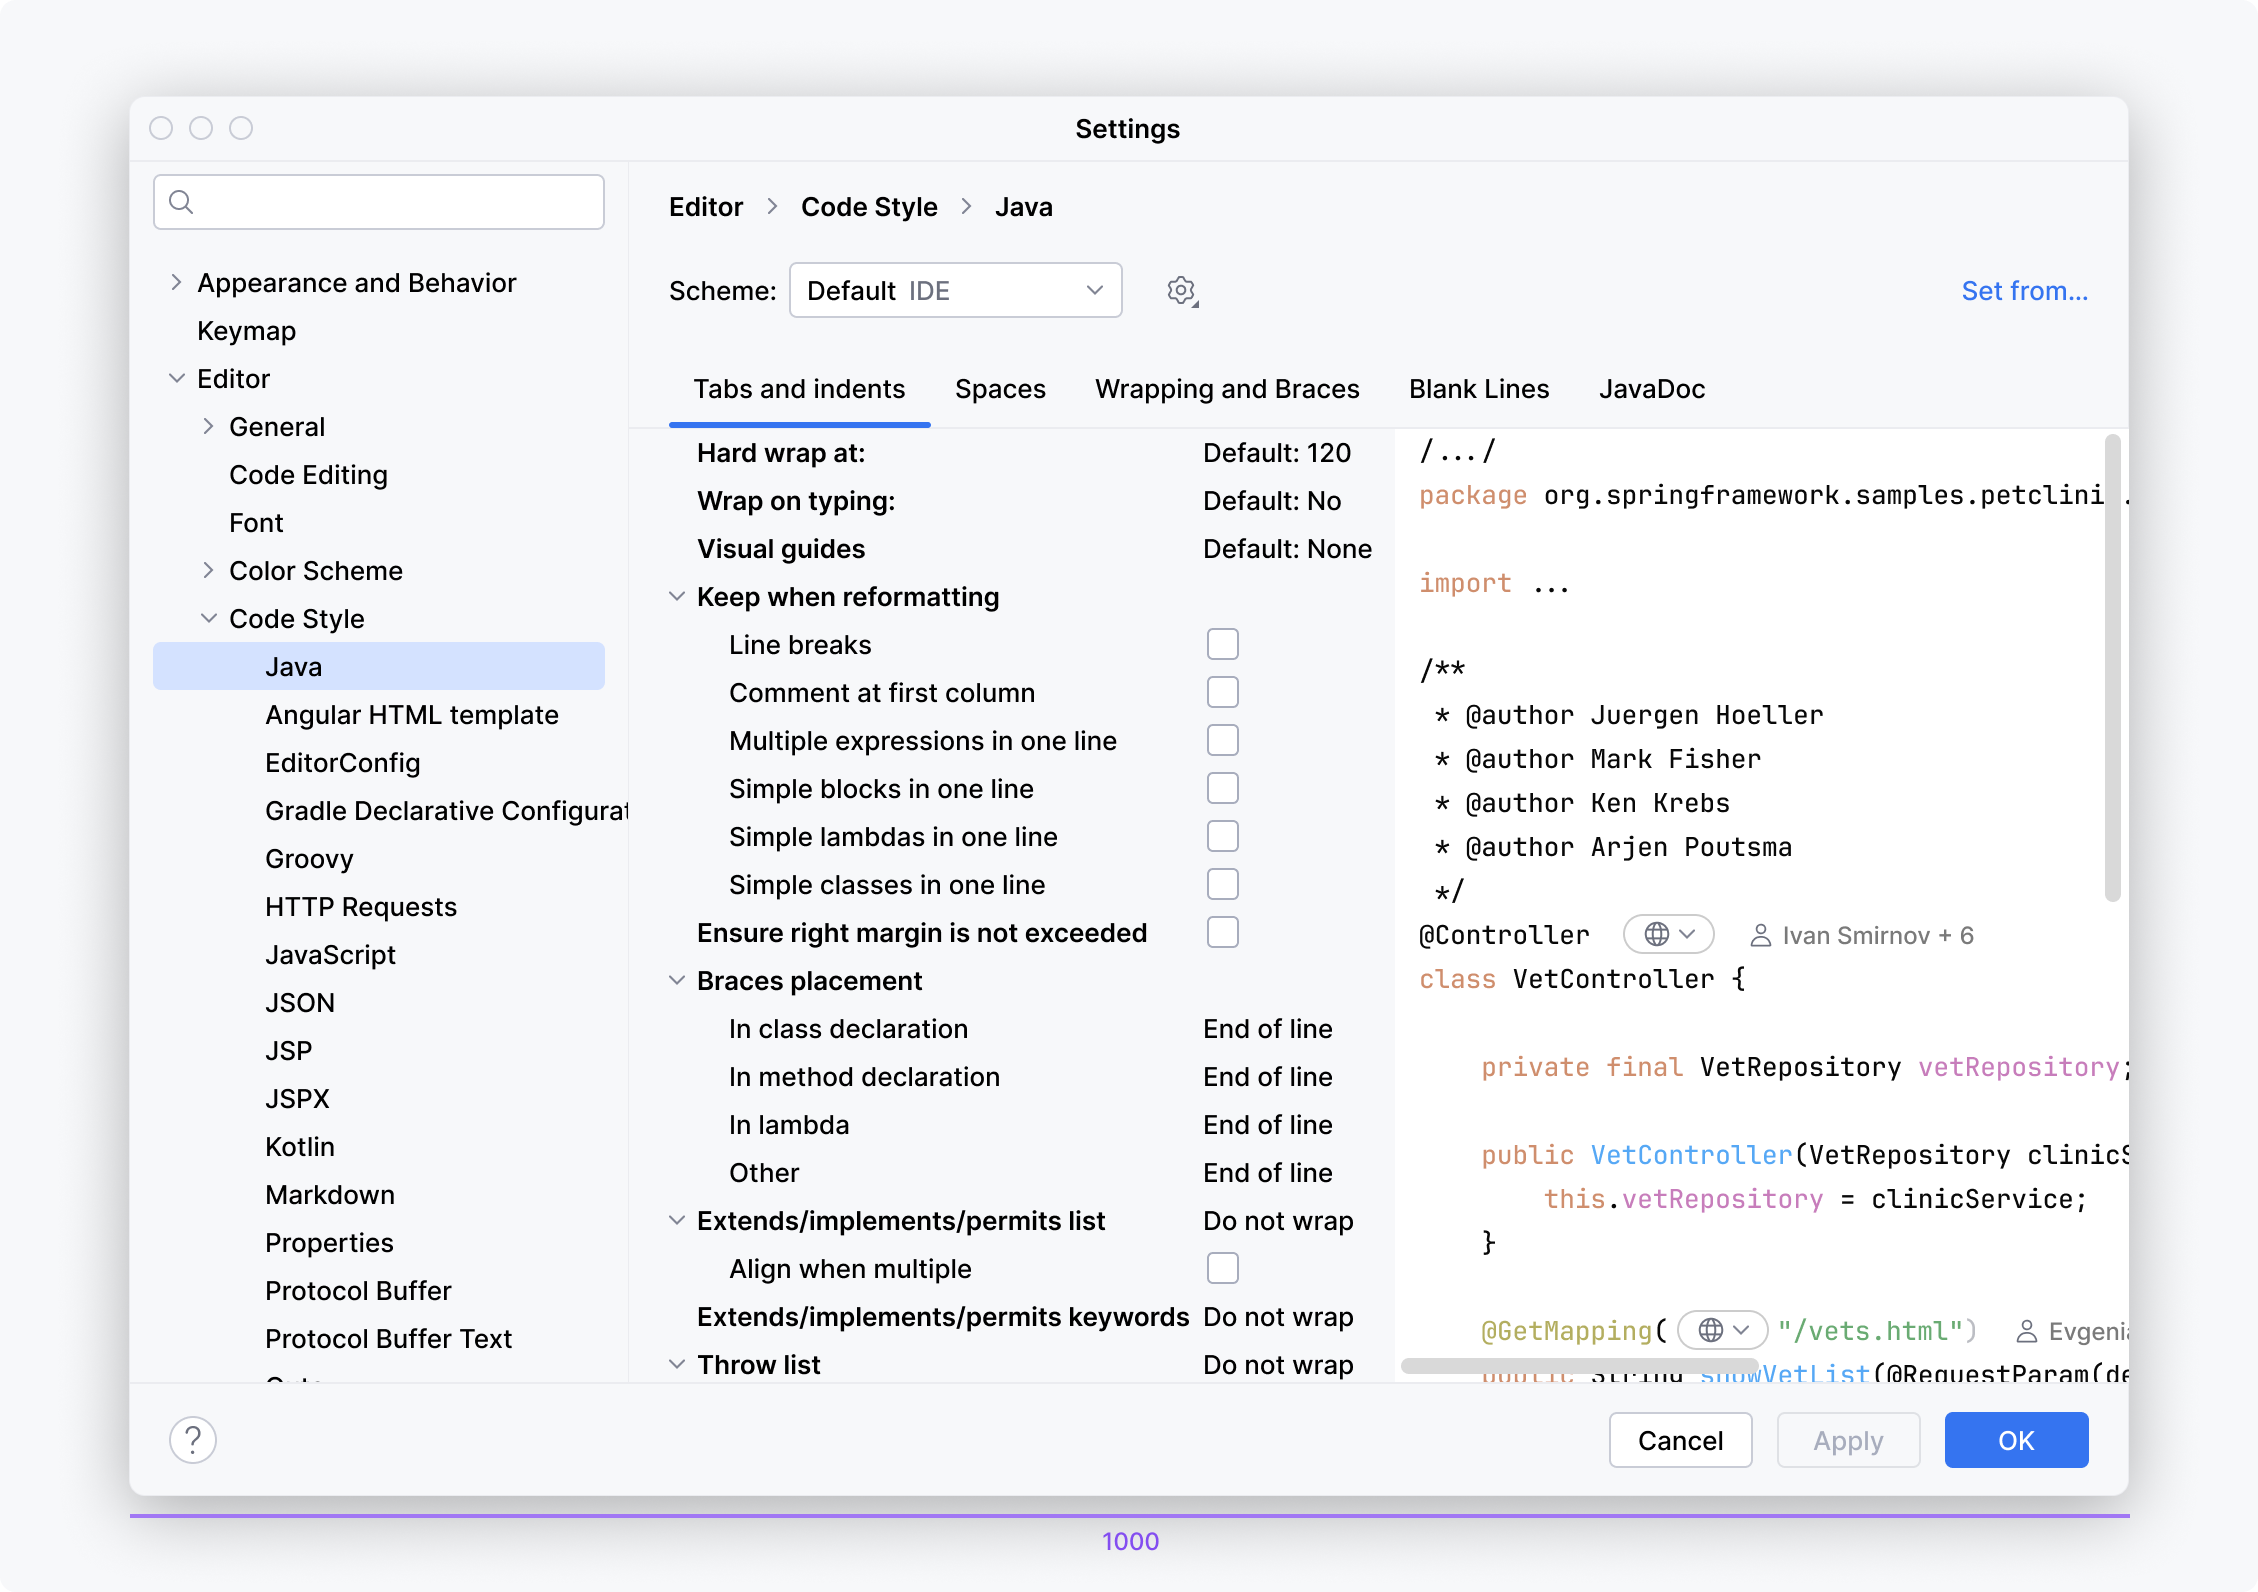 Settings
Appearance and Behavior
Keymap
Editor
General
Code Editing
Font
Color Scheme
Code Style
Java
Angular HTML template
EditorConfig
Gradle Declarative Configurat
Groovy
HTTP Requests
JavaScript
JSON
JSP
JSPX
Kotlin
Markdown
Properties
Protocol Buffer
Protocol Buffer Text
Editor > Code Style > Java
Scheme: Default IDE
Set from...
Tabs and indents Spaces Wrapping and Braces Blank Lines JavaDoc
Hard wrap at: Default: 120
Wrap on typing: Default: No
Visual guides Default: None
Keep when reformatting
Line breaks
Comment at first column
Multiple expressions in one line
Simple blocks in one line
Simple lambdas in one line
Simple classes in one line
Ensure right margin is not exceeded
Braces placement
In class declaration End of line
In method declaration End of line
In lambda End of line
Other End of line
Extends/implements/permits list Do not wrap
Align when multiple
Extends/implements/permits keywords Do not wrap
Throw list Do not wrap
/.../
package org.springframework.samples.petclini .
import ...
/**
* @author Juergen Hoeller
* @author Mark Fisher
* @author Ken Krebs
* @author Arjen Poutsma
*/
@Controller Ivan Smirnov + 6
class VetController {
private final VetRepository vetRepository;
public VetController(VetRepository clinicS
this.vetRepository = clinicService;
}
@GetMapping( "/vets.html") Evgenia
public String showVetList(@RequestParam(de
?
Cancel Apply OK
1000